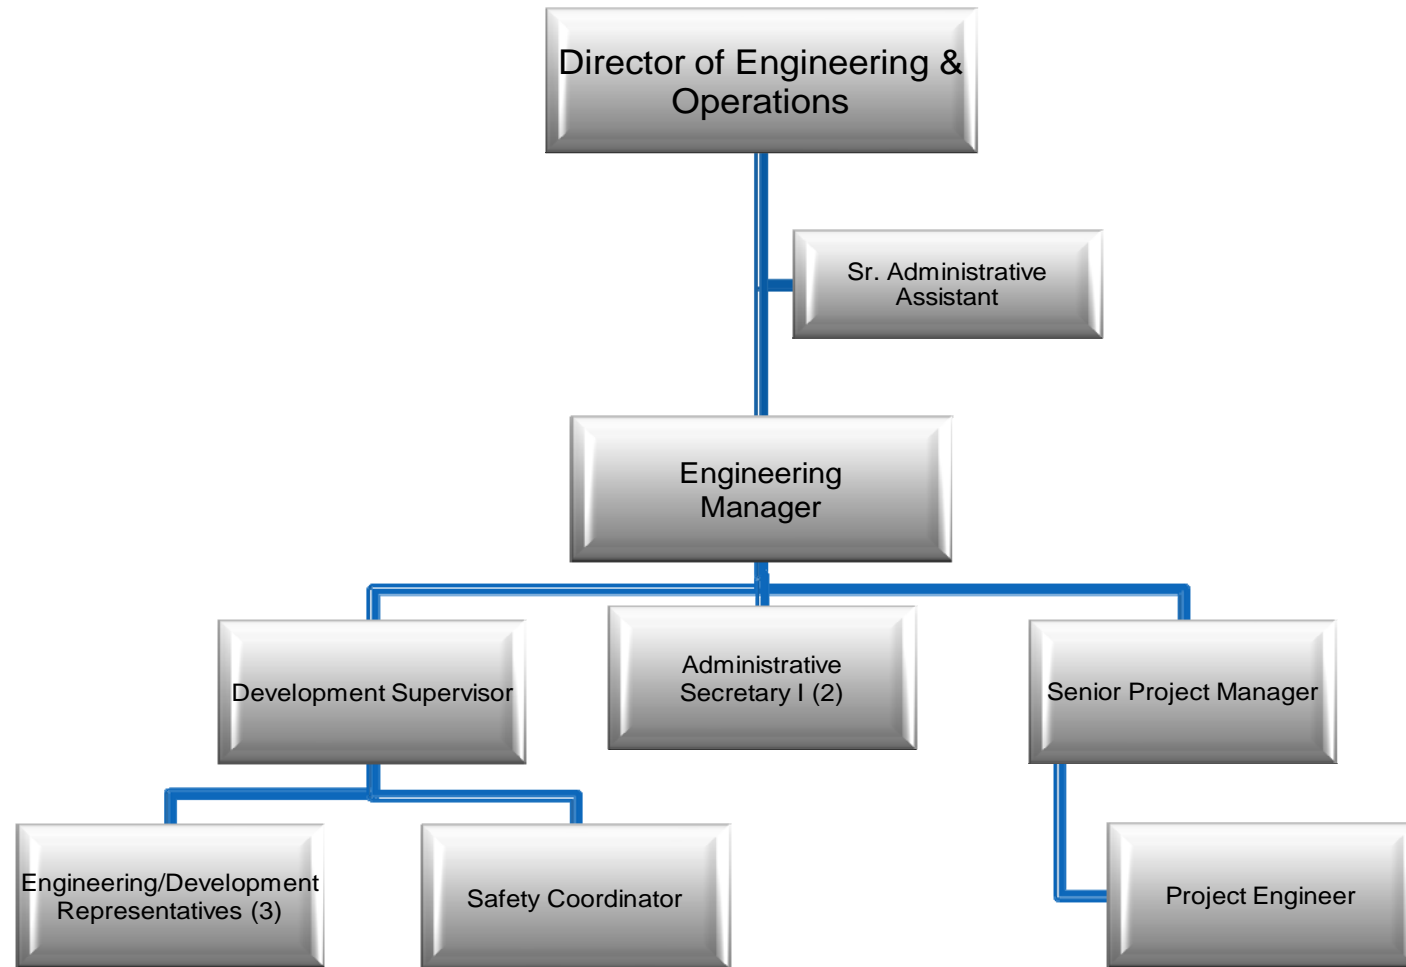 Director of Engineering &
Operations
Sr. Administrative
Assistant
Engineering
Manager
Development Supervisor
Administrative
Secretary I (2)
Senior Project Manager
Engineering/Development
Representatives (3)
Safety Coordinator
Project Engineer